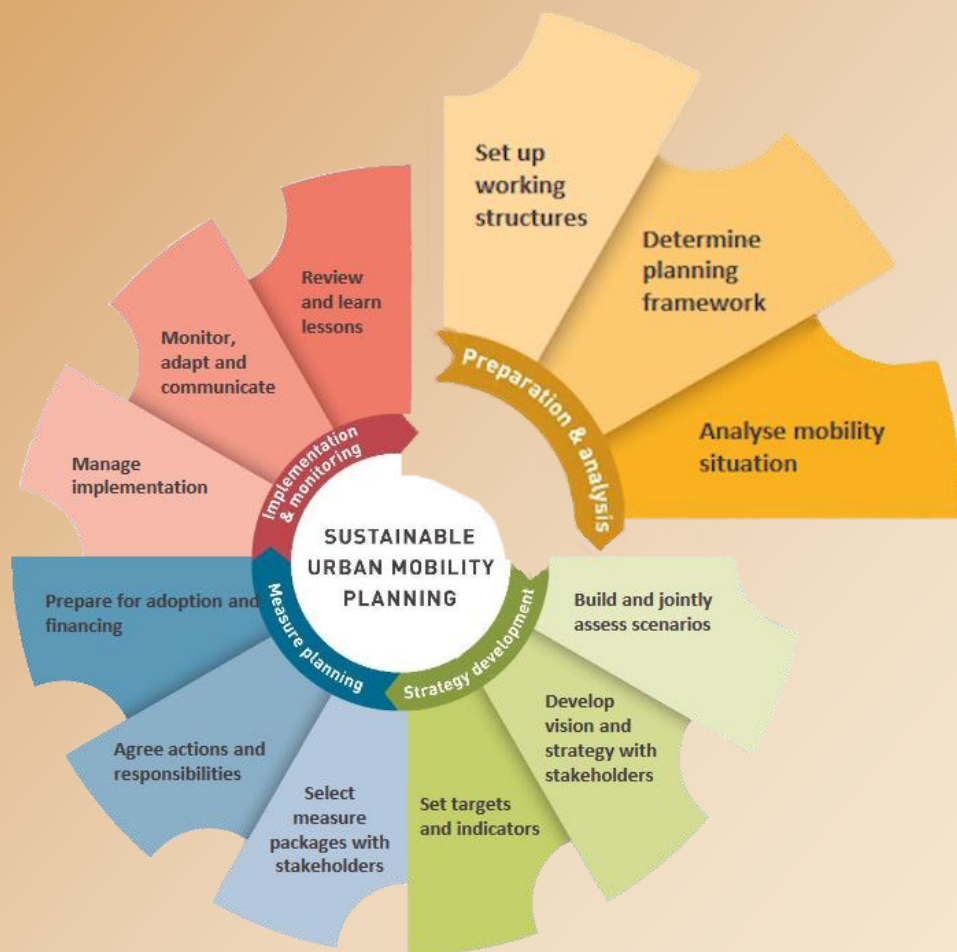 SUSTAINABLE
URBAN MOBILITY
PLANNING
Preparation & analysis
Set up
working
structures
Determine
planning
framework
Analyse mobility
situation
Strategy development
Build and jointly
assess scenarios
Develop
vision and
strategy with
stakeholders
Set targets
and indicators
Measure planning
Select
measure
packages with
stakeholders
Agree actions and
responsibilities
Prepare for adoption and
financing
Implementation
& monitoring
Manage
implementation
Monitor,
adapt and
communicate
Review
and learn
lessons